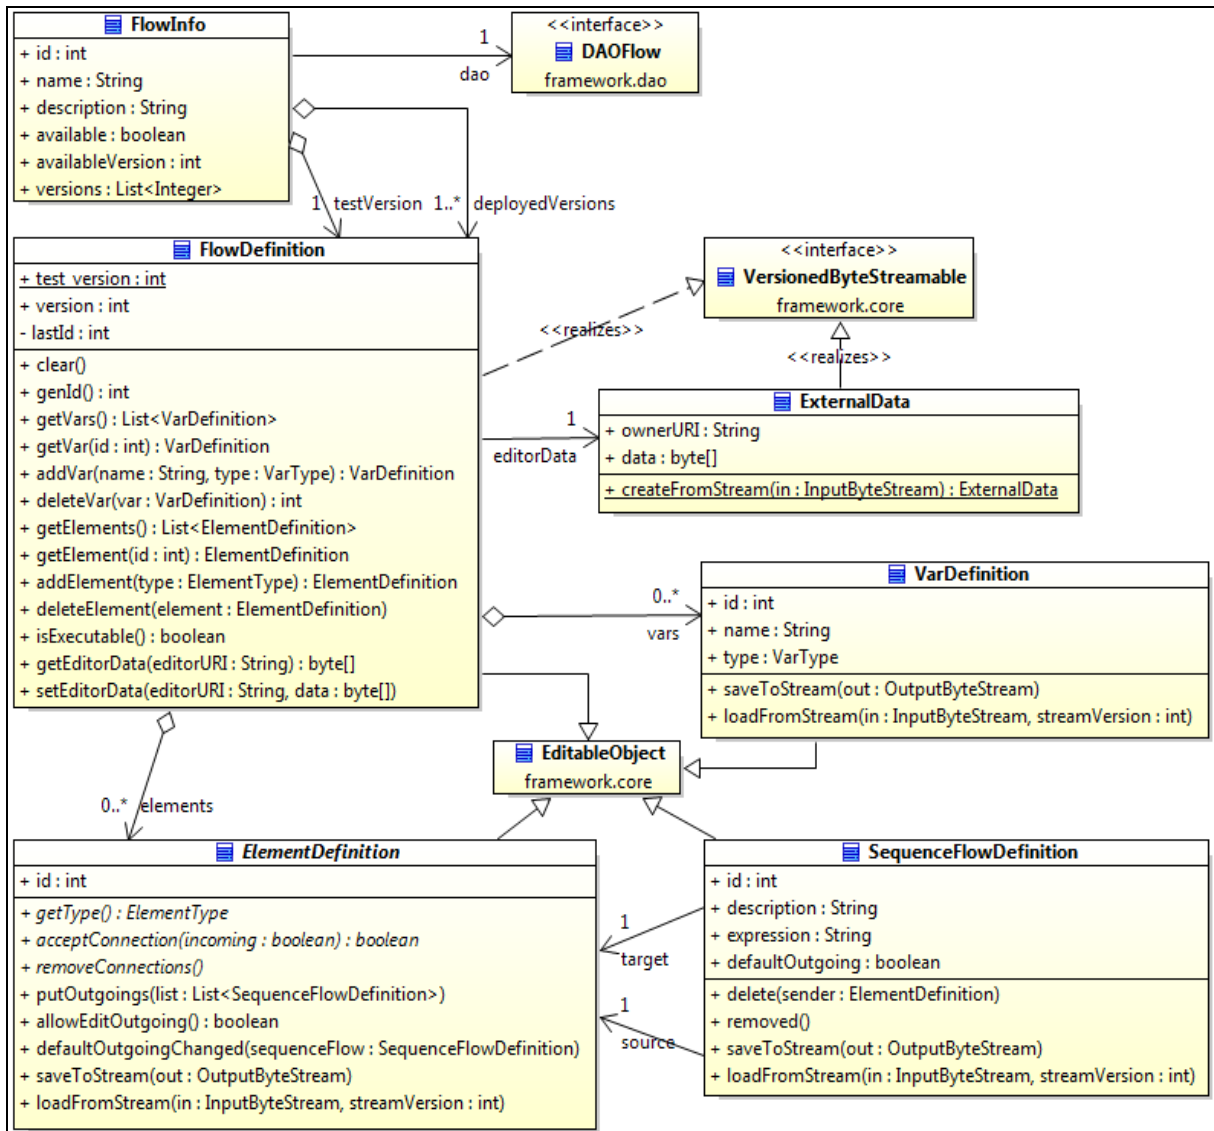 FlowInfo
+ id : int
+ name : String
+ description : String
+ available : boolean
+ availableVersion : int
+ versions : List<Integer>
1
dao
<<interface>>
DAOFlow
framework.dao
1 testVersion
1..* deployedVersions
FlowDefinition
+ test_version : int
+ version : int
- lastId : int
+ clear()
+ genId() : int
+ getVars() : List<VarDefinition>
+ getVar(id : int) : VarDefinition
+ addVar(name : String, type : VarType) : VarDefinition
+ deleteVar(var : VarDefinition) : int
+ getElements() : List<ElementDefinition>
+ getElement(id : int) : ElementDefinition
+ addElement(type : ElementType) : ElementDefinition
+ deleteElement(element : ElementDefinition)
+ isExecutable() : boolean
+ getEditorData(editorURI : String) : byte[]
+ setEditorData(editorURI : String, data : byte[])
<<interface>>
VersionedByteStreamable
framework.core
<<realizes>>
<<realizes>>
1
editorData
ExternalData
+ ownerURI : String
+ data : byte[]
+ createFromStream(in : InputByteStream) : ExternalData
0..*
vars
VarDefinition
+ id : int
+ name : String
+ type : VarType
+ saveToStream(out : OutputByteStream)
+ loadFromStream(in : InputByteStream, streamVersion : int)
EditableObject
framework.core
0..* elements
ElementDefinition
+ id : int
+ getType() : ElementType
+ acceptConnection(incoming : boolean) : boolean
+ removeConnections()
+ putOutgoings(list : List<SequenceFlowDefinition>)
+ allowEditOutgoing() : boolean
+ defaultOutgoingChanged(sequenceFlow : SequenceFlowDefinition)
+ saveToStream(out : OutputByteStream)
+ loadFromStream(in : InputByteStream, streamVersion : int)
1
target
1
source
SequenceFlowDefinition
+ id : int
+ description : String
+ expression : String
+ defaultOutgoing : boolean
+ delete(sender : ElementDefinition)
+ removed()
+ saveToStream(out : OutputByteStream)
+ loadFromStream(in : InputByteStream, streamVersion : int)